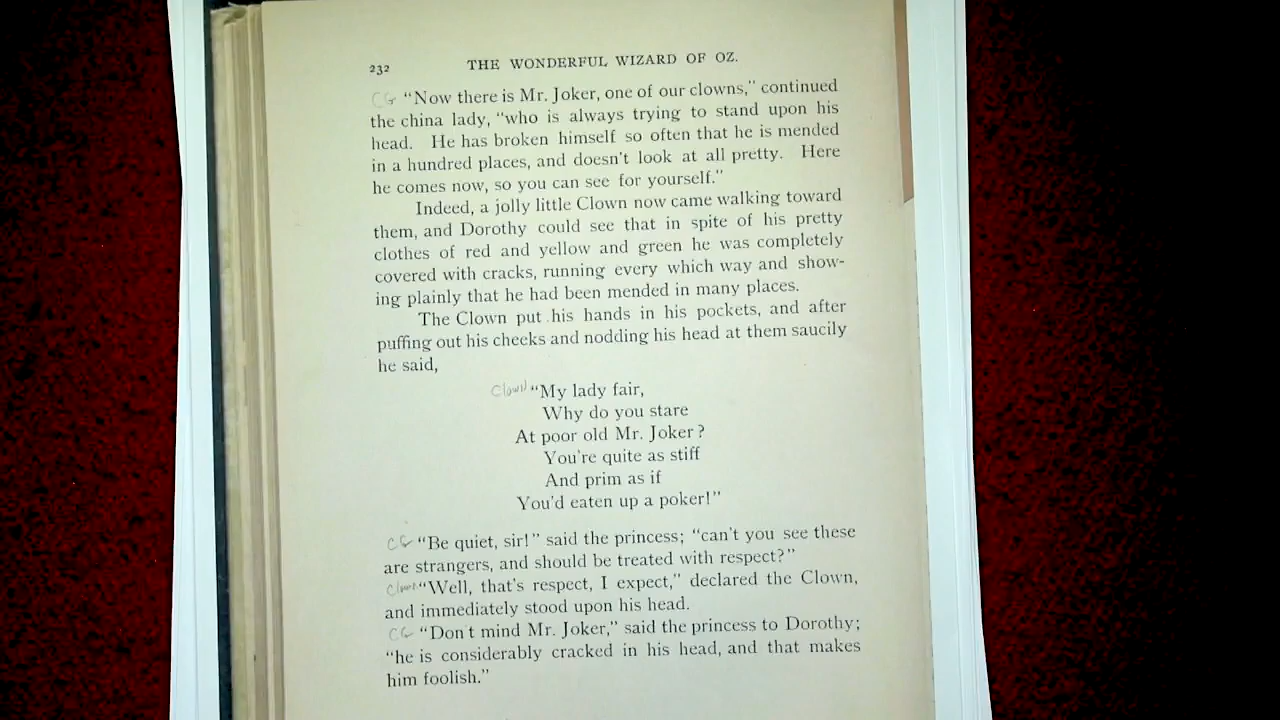 232 THE WONDERFUL WIZARD OF OZ.
CG "Now there is Mr. Joker, one of our clowns," continued
the china lady, "who is always trying to stand upon his
head. He has broken himself so often that he is mended
in a hundred places, and doesn't look at all pretty. Here
he comes now, so you can see for yourself."
Indeed, a jolly little Clown now came walking toward
them, and Dorothy could see that in spite of his pretty
clothes of red and yellow and green he was completely
covered with cracks, running every which way and show-
ing plainly that he had been mended in many places.
The Clown put his hands in his pockets, and after
puffing out his cheeks and nodding his head at them saucily
he said,
Clown "My lady fair,
Why do you stare
At poor old Mr. Joker?
You're quite as stiff
And prim as if
You'd eaten up a poker!"
CG "Be quiet, sir!" said the princess; "can't you see these
are strangers, and should be treated with respect?"
Clown "Well, that's respect, I expect," declared the Clown,
and immediately stood upon his head.
CG "Don't mind Mr. Joker," said the princess to Dorothy;
"he is considerably cracked in his head, and that makes
him foolish."